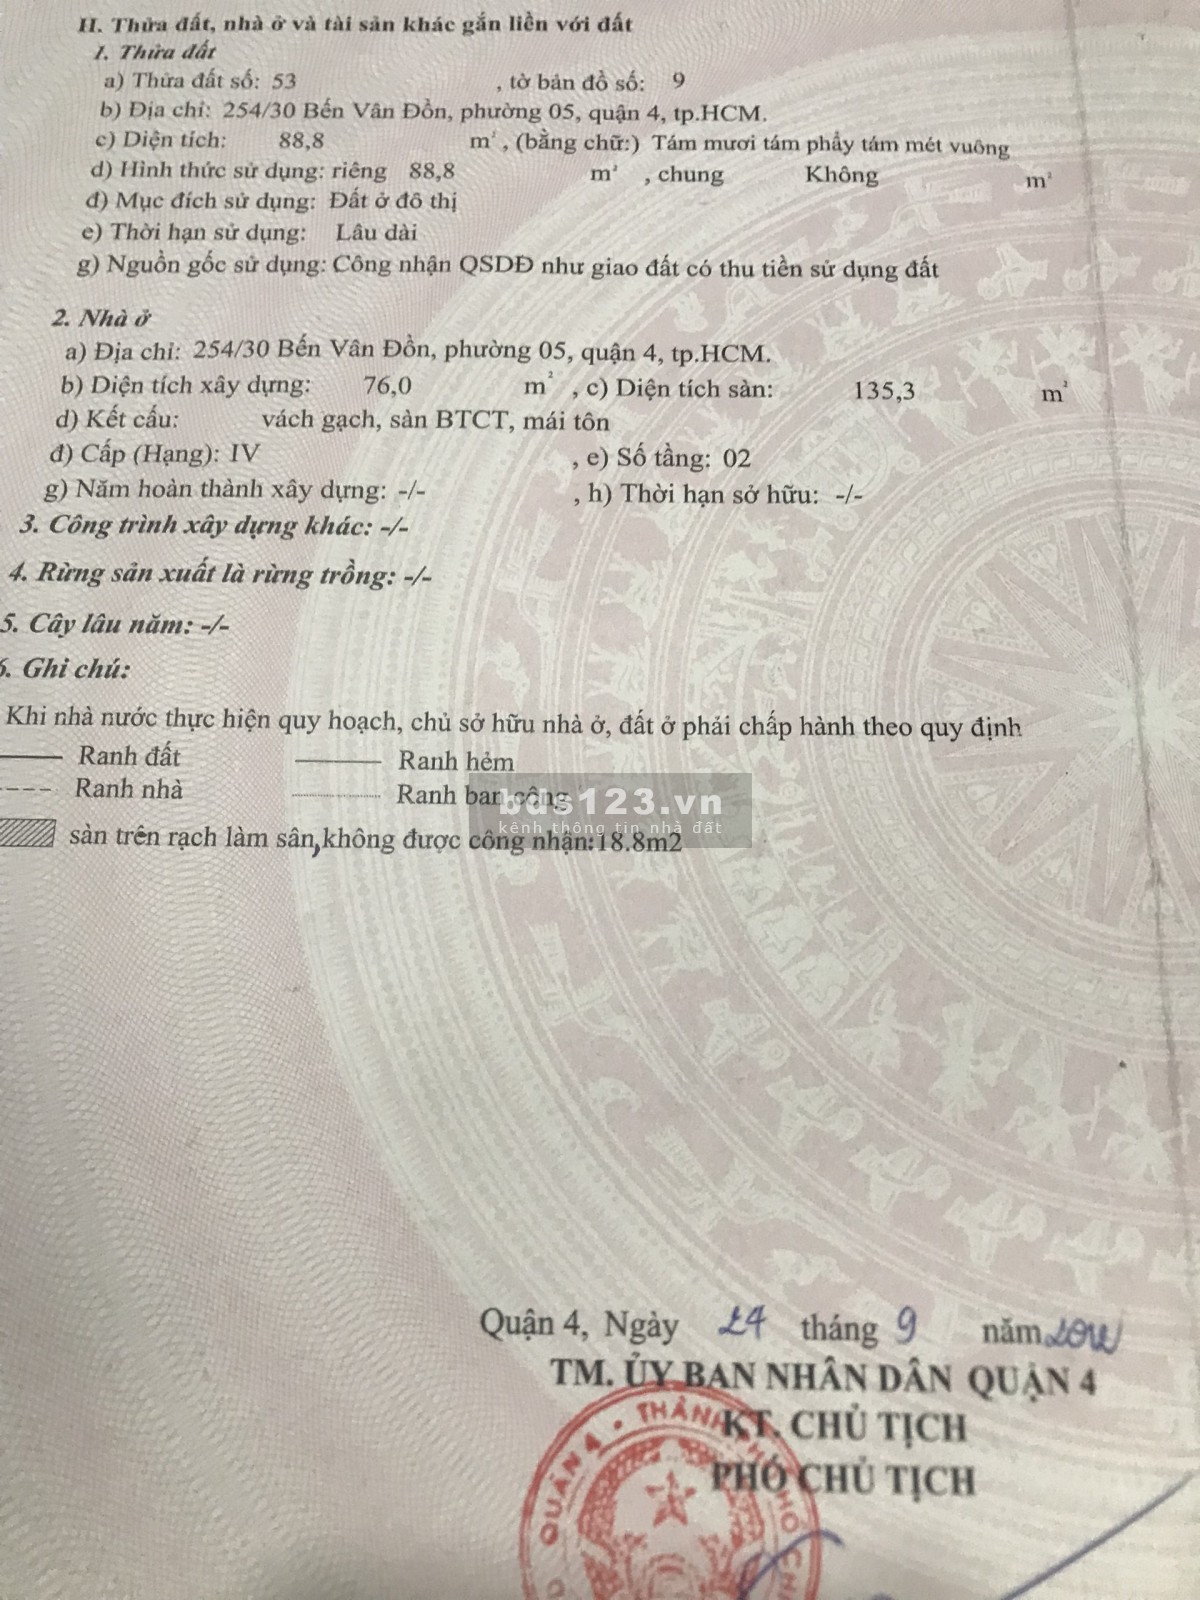 II. Thửa đất, nhà ở và tài sản khác gắn liền với đất
1. Thửa đất
a) Thửa đất số: 53 , tờ bản đồ số: 9
b) Địa chỉ: 254/30 Bến Vân Đồn, phường 05, quận 4, tp.HCM.
c) Diện tích: 88,8 m², (bằng chữ:) Tám mươi tám phẩy tám mét vuông
d) Hình thức sử dụng: riêng 88,8 m² , chung Không m²
đ) Mục đích sử dụng: Đất ở đô thị
e) Thời hạn sử dụng: Lâu dài
g) Nguồn gốc sử dụng: Công nhận QSDĐ như giao đất có thu tiền sử dụng đất
2. Nhà ở
a) Địa chỉ: 254/30 Bến Vân Đồn, phường 05, quận 4, tp.HCM.
b) Diện tích xây dựng: 76,0 m² , c) Diện tích sàn: 135,3 m²
d) Kết cấu: vách gạch, sàn BTCT, mái tôn
đ) Cấp (Hạng): IV , e) Số tầng: 02
g) Năm hoàn thành xây dựng: -/- , h) Thời hạn sở hữu: -/-
3. Công trình xây dựng khác: -/-
4. Rừng sản xuất là rừng trồng: -/-
5. Cây lâu năm: -/-
6. Ghi chú:
Khi nhà nước thực hiện quy hoạch, chủ sở hữu nhà ở, đất ở phải chấp hành theo quy định
Ranh đất Ranh hẻm
Ranh nhà Ranh ban công
bds123.vn
kênh thông tin nhà đất
sàn trên rạch làm sân, không được công nhận:18.8m2
Quận 4, Ngày 24 tháng 9 năm
TM. ỦY BAN NHÂN DÂN QUẬN 4
KT. CHỦ TỊCH
PHÓ CHỦ TỊCH
QUẬN 4 • THÀNH PHỐ HỒ CHÍ